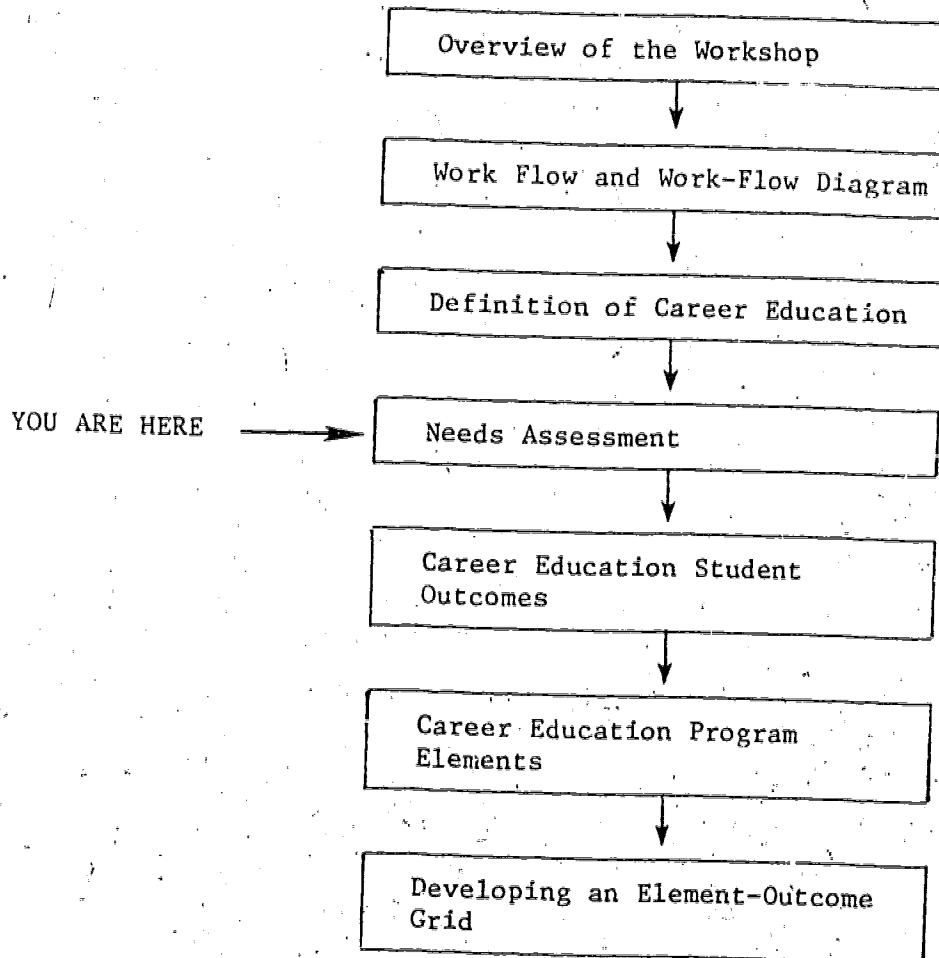 Overview of the Workshop
Work Flow and Work-Flow Diagram
Definition of Career Education
YOU ARE HERE
Needs Assessment
Career Education Student
Outcomes
Career Education Program
Elements
Developing an Element-Outcome
Grid